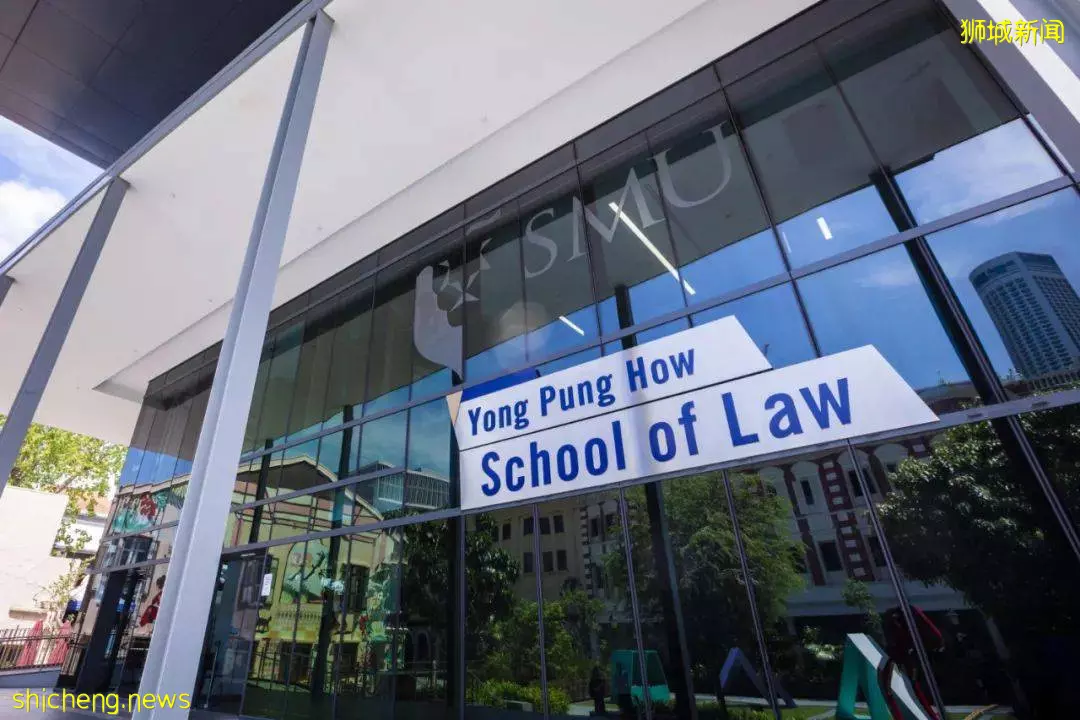 狮城新闻
SMU
Yong Pung How
School of Law
shicheng.news